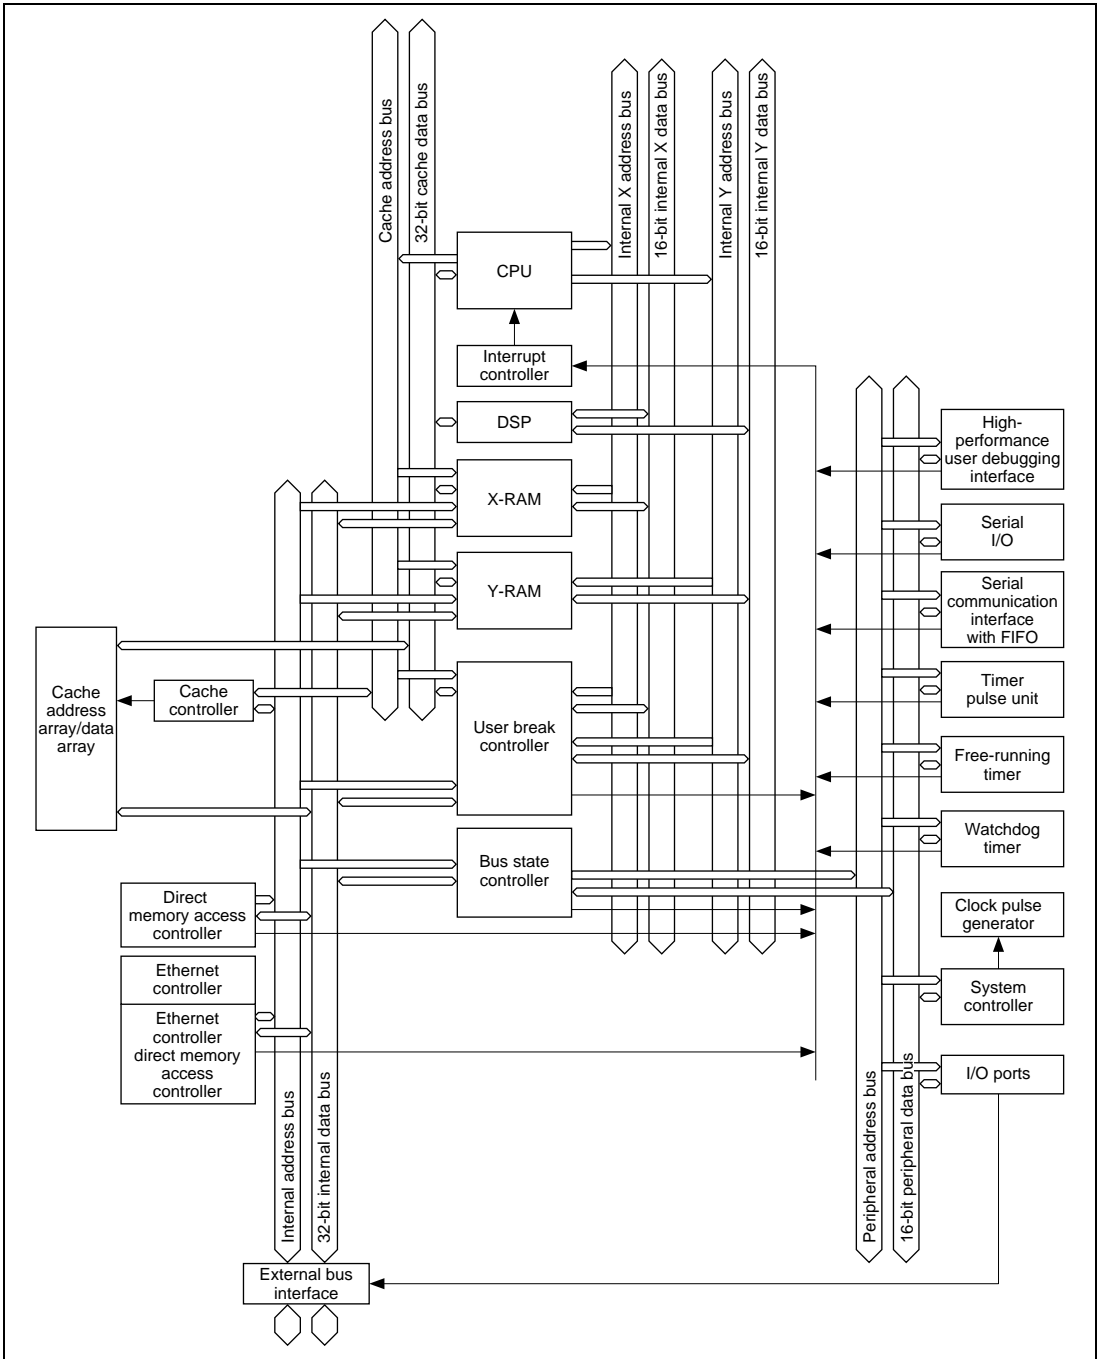 Cache address bus
32-bit cache data bus
Internal X address bus
16-bit internal X data bus
Internal Y address bus
16-bit internal Y data bus
CPU
Interrupt
controller
DSP
X-RAM
Y-RAM
High-
performance
user debugging
interface
Serial
I/O
Serial
communication
interface
with FIFO
Cache
address
array/data
array
Cache
controller
User break
controller
Timer
pulse unit
Free-running
timer
Bus state
controller
Watchdog
timer
Direct
memory access
controller
Clock pulse
generator
Ethernet
controller
Ethernet
controller
direct memory
access
controller
System
controller
I/O ports
Internal address bus
32-bit internal data bus
Peripheral address bus
16-bit peripheral data bus
External bus
interface